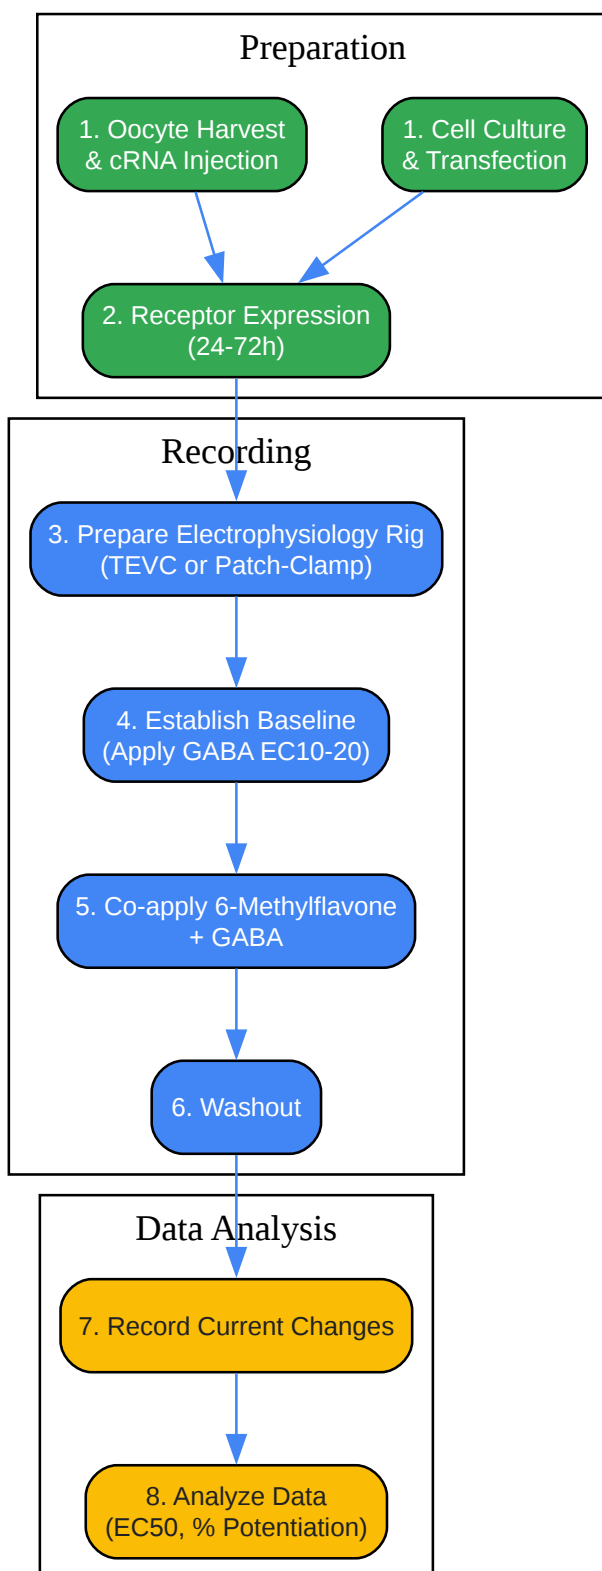 Preparation
1. Oocyte Harvest
& cRNA Injection
1. Cell Culture
& Transfection
2. Receptor Expression
(24-72h)
Recording
3. Prepare Electrophysiology Rig
(TEVC or Patch-Clamp)
4. Establish Baseline
(Apply GABA EC10-20)
5. Co-apply 6-Methylflavone
+ GABA
6. Washout
Data Analysis
7. Record Current Changes
8. Analyze Data
(EC50, % Potentiation)